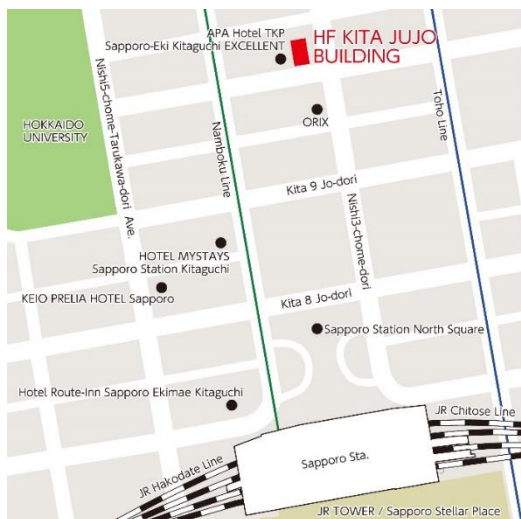 APA Hotel TKP
Sapporo-Eki Kitaguchi EXCELLENT
HF KITA JUJO
BUILDING
HOKKAIDO
UNIVERSITY
Nishi5-chome-Tarukawa-dori Ave.
Namboku Line
ORIX
Toho Line
Kita 9 Jo-dori
Nishi3-chome-dori
HOTEL MYSTAYS
Sapporo Station Kitaguchi
KEIO PRELIA HOTEL Sapporo
Kita 8 Jo-dori
Sapporo Station North Square
Hotel Route-Inn Sapporo Ekimae Kitaguchi
JR Chitose Line
JR Hakodate Line
Sapporo Sta.
JR TOWER / Sapporo Stellar Place